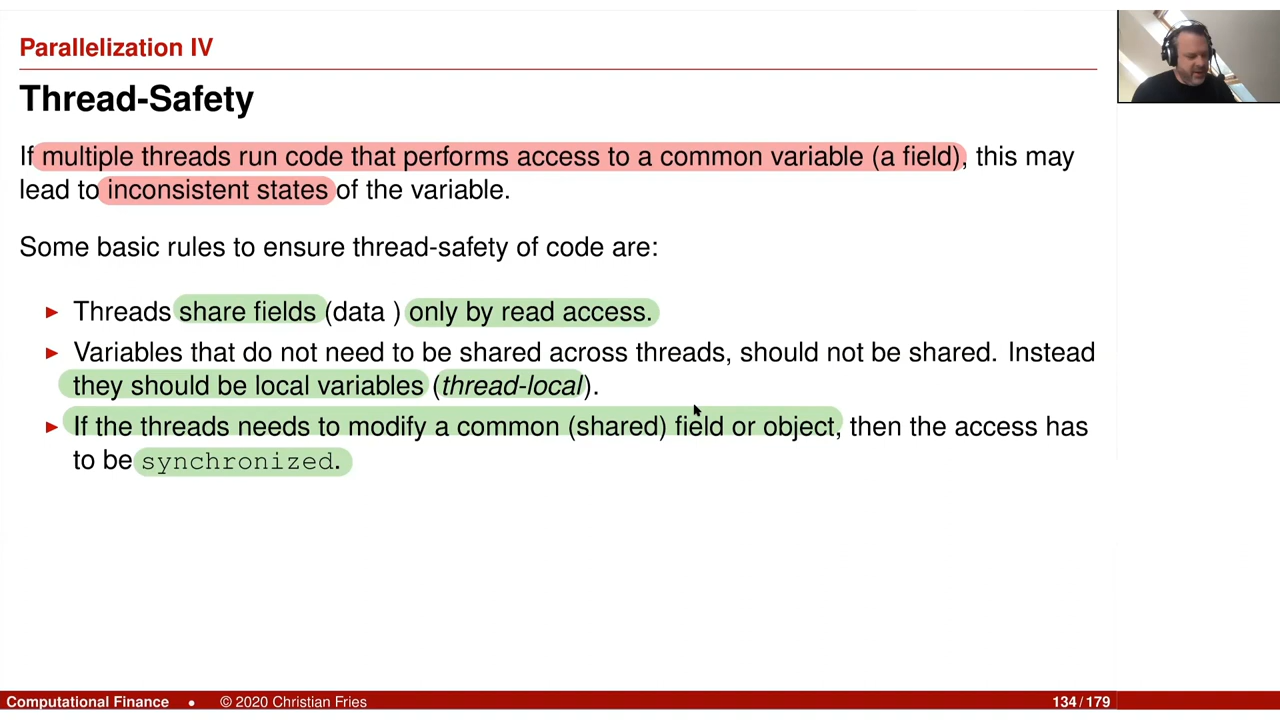 Parallelization IV
Thread-Safety
If multiple threads run code that performs access to a common variable (a field), this may
lead to inconsistent states of the variable.
Some basic rules to ensure thread-safety of code are:
▶ Threads share fields (data ) only by read access.
▶ Variables that do not need to be shared across threads, should not be shared. Instead
they should be local variables (thread-local).
▶ If the threads needs to modify a common (shared) field or object, then the access has
to be synchronized.
Computational Finance • © 2020 Christian Fries 134/179